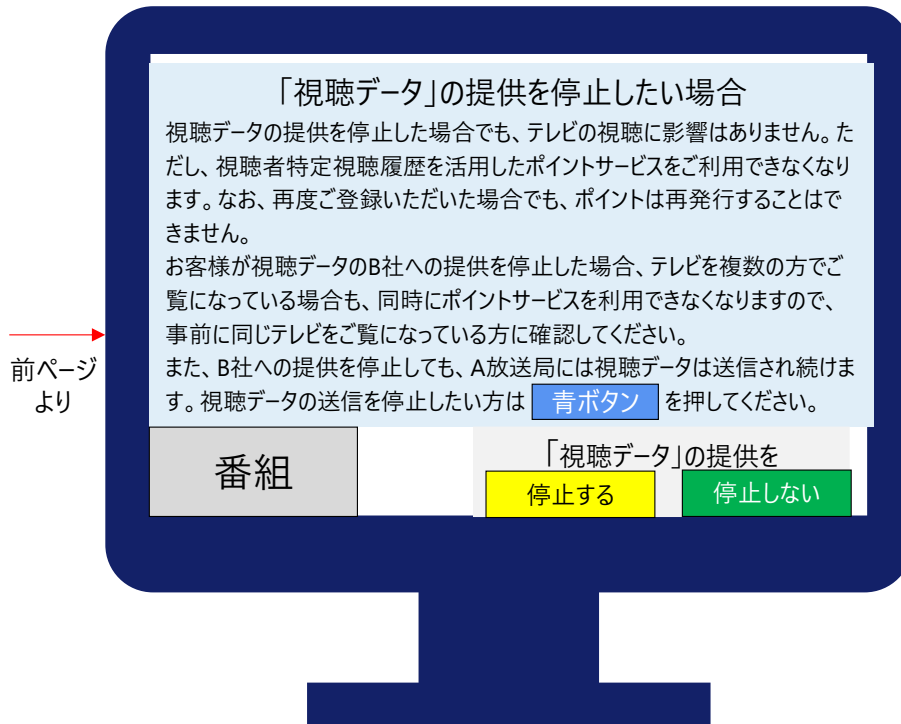 「視聴データ」の提供を停止したい場合
視聴データの提供を停止した場合でも、テレビの視聴に影響はありません。た
だし、視聴者特定視聴履歴を活用したポイントサービスをご利用できなくなり
ます。なお、再度ご登録いただいた場合でも、ポイントは再発行することはで
きません。
お客様が視聴データのB社への提供を停止した場合、テレビを複数の方でご
覧になっている場合も、同時にポイントサービスを利用できなくなりますので、
事前に同じテレビをご覧になっている方に確認してください。
また、B社への提供を停止しても、A放送局には視聴データは送信され続けま
す。視聴データの送信を停止したい方は 青ボタン を押してください。
前ページ
より
番組
「視聴データ」の提供を
停止する 停止しない